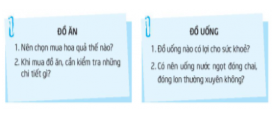 ĐỒ ĂN
1. Nên chọn mua hoa quả thế nào?
2. Khi mua đồ ăn, cần kiểm tra những
chi tiết gì?
ĐỒ UỐNG
1. Đồ uống nào có lợi cho sức khoẻ?
2. Có nên uống nước ngọt đóng chai,
đóng lon thường xuyên không?